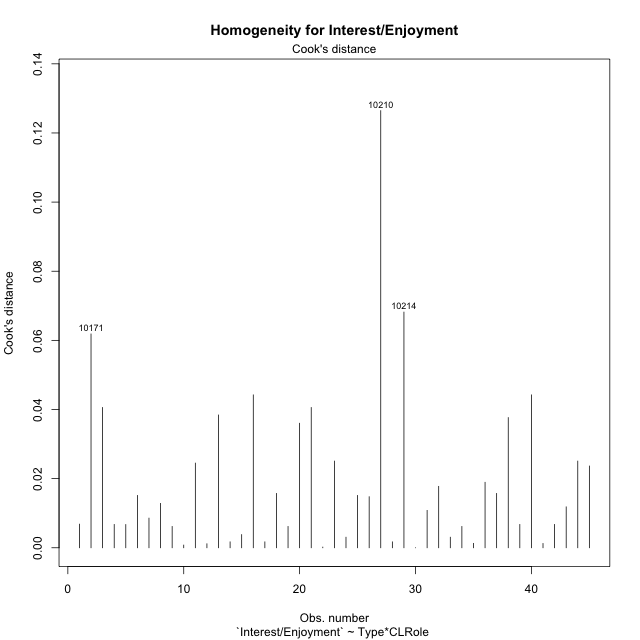 Homogeneity for Interest/Enjoyment
Cook's distance
Cook's distance
0.14
0.12
0.10
0.08
0.06
0.04
0.02
0.00
10171
10210
10214
0 10 20 30 40
Obs. number
`Interest/Enjoyment` ~ Type*CLRole